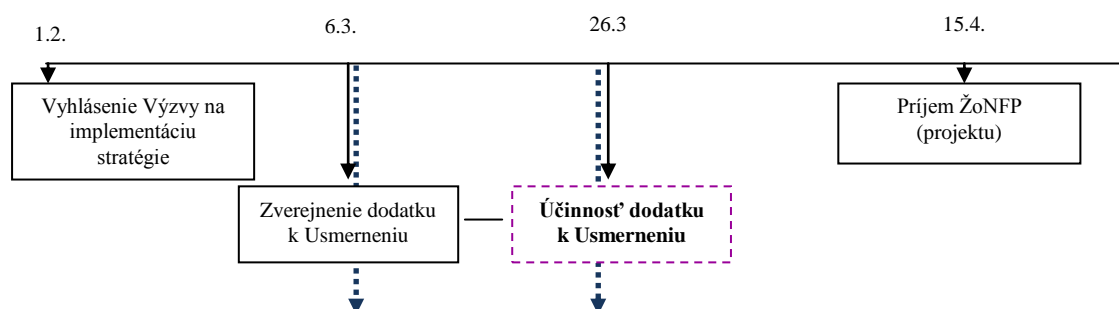 1.2.
6.3.
26.3
15.4.
Vyhlásenie Výzvy na
implementáciu
stratégie
Príjem ŽoNFP
(projektu)
Zverejnenie dodatku
k Usmerneniu
Účinnosť dodatku
k Usmerneniu